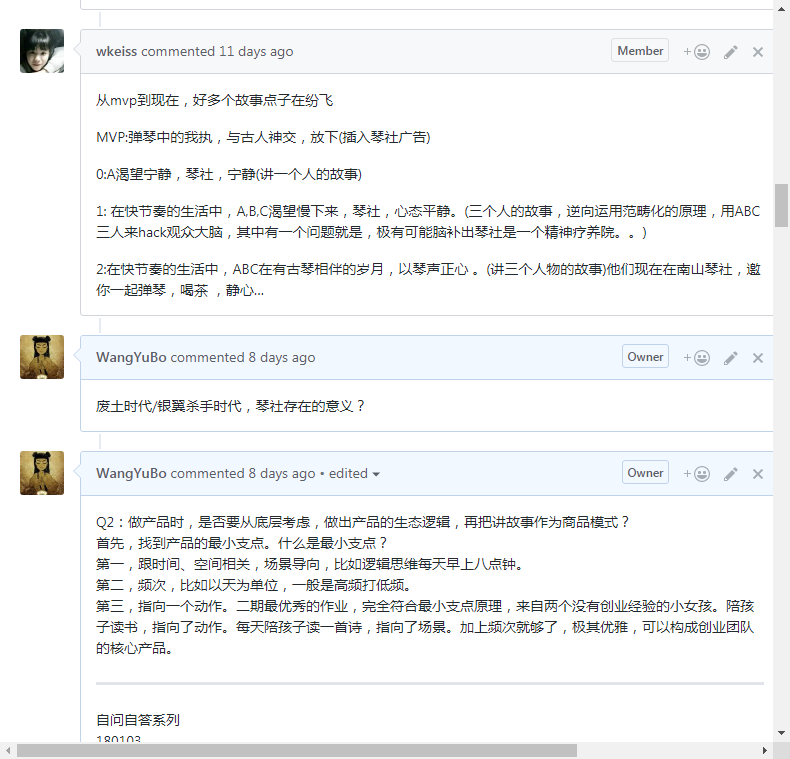 wkeiss commented 11 days ago
Member
从mvp到现在，好多个故事点子在纷飞
MVP:弹琴中的我执，与古人神交，放下(插入琴社广告)
0:A渴望宁静，琴社，宁静(讲一个人的故事)
1: 在快节奏的生活中，A,B,C渴望慢下来，琴社，心态平静。(三个人的故事，逆向运用范畴化的原理，用ABC
三人来hack观众大脑，其中有一个问题就是，极有可能脑补出琴社是一个精神疗养院。。)
2:在快节奏的生活中，ABC在有古琴相伴的岁月，以琴声正心 。(讲三个人物的故事)他们现在在南山琴社，邀
你一起弹琴，喝茶 ，静心...
WangYuBo commented 8 days ago
Owner
废土时代/银翼杀手时代，琴社存在的意义？
WangYuBo commented 8 days ago • edited
Owner
Q2：做产品时，是否要从底层考虑，做出产品的生态逻辑，再把讲故事作为商品模式？
首先，找到产品的最小支点。什么是最小支点？
第一，跟时间、空间相关，场景导向，比如逻辑思维每天早上八点钟。
第二，频次，比如以天为单位，一般是高频打低频。
第三，指向一个动作。二期最优秀的作业，完全符合最小支点原理，来自两个没有创业经验的小女孩。陪孩
子读书，指向了动作。每天陪孩子读一首诗，指向了场景。加上频次就够了，极其优雅，可以构成创业团队
的核心产品。
自问自答系列
180103